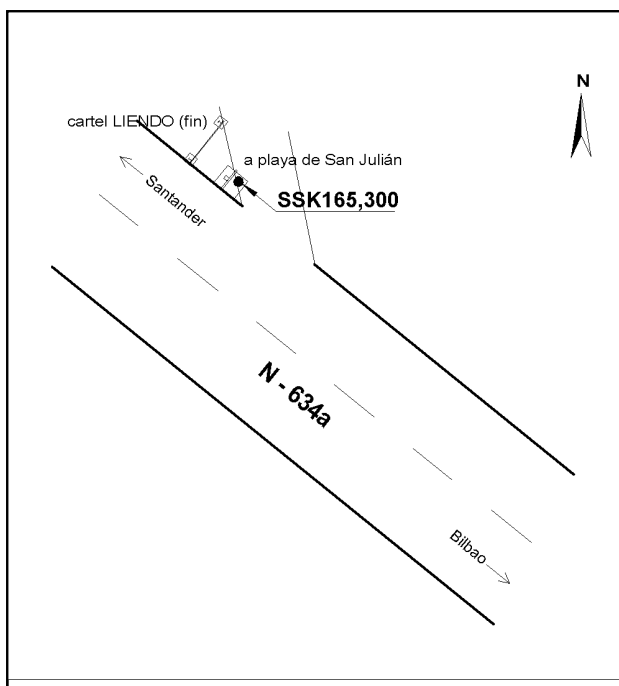 N
cartel LIENDO (fin)
a playa de San Julián
Santander
SSK165,300
N - 634a
Bilbao